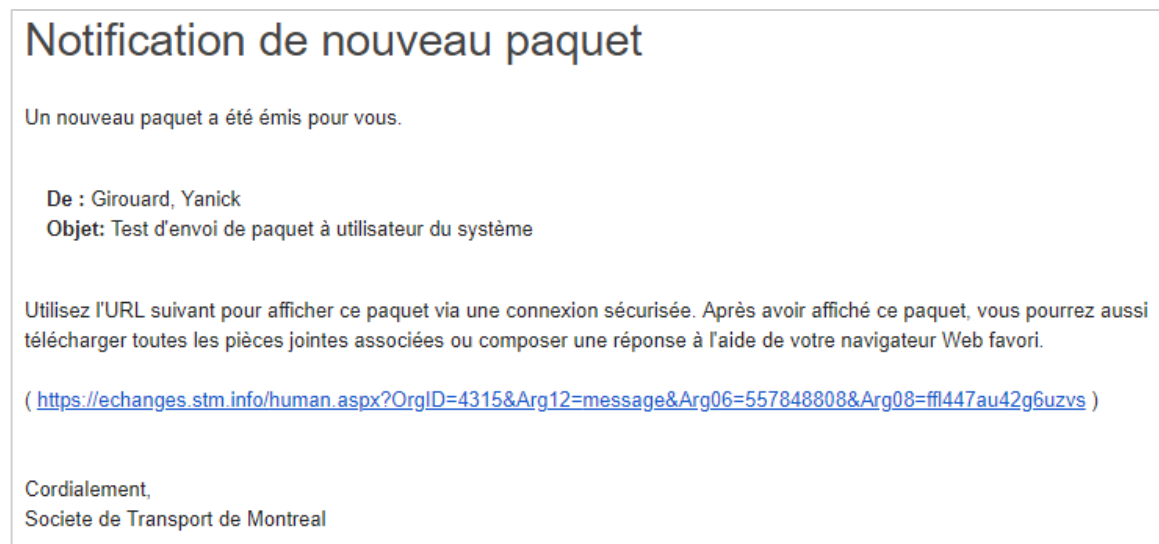 Notification de nouveau paquet
Un nouveau paquet a été émis pour vous.
De : Girouard, Yanick
Objet: Test d'envoi de paquet à utilisateur du système
Utilisez l'URL suivant pour afficher ce paquet via une connexion sécurisée. Après avoir affiché ce paquet, vous pourrez aussi
télécharger toutes les pièces jointes associées ou composer une réponse à l'aide de votre navigateur Web favori.
( https://echanges.stm.info/human.aspx?OrgID=4315&Arg12=message&Arg06=557848808&Arg08=ffl447au42g6uzvs )
Cordialement,
Societe de Transport de Montreal